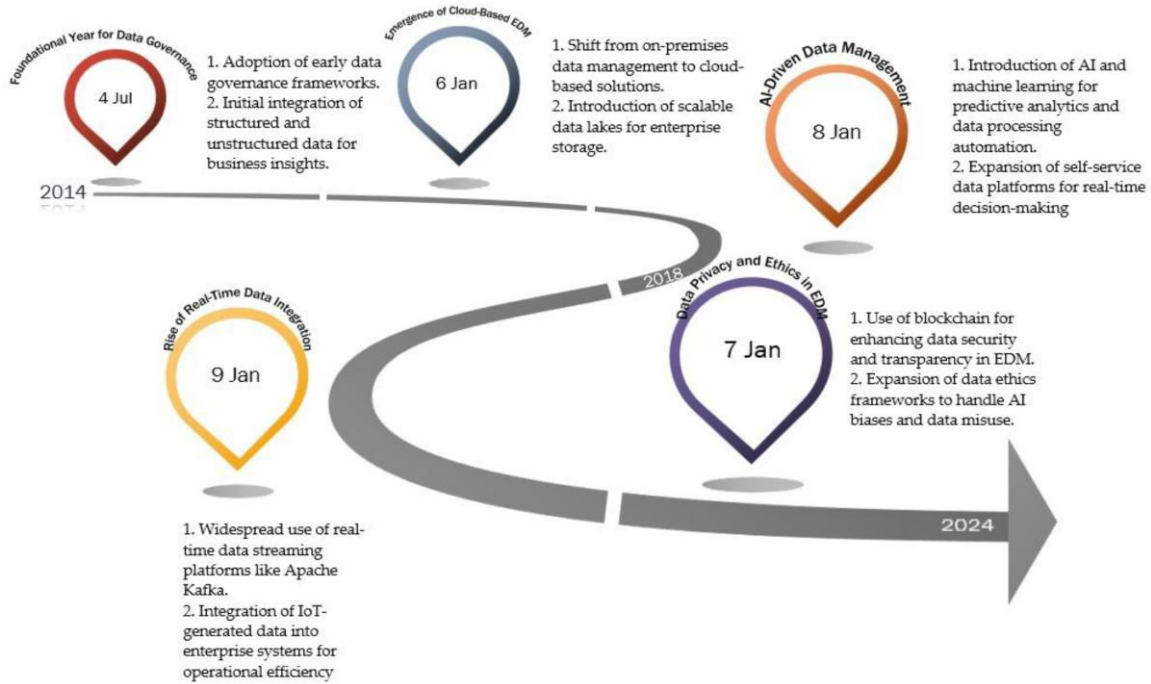 Foundational Year for Data Governance
4 Jul
1. Adoption of early data
governance frameworks.
2. Initial integration of
structured and
unstructured data for
business insights.
Emergence of Cloud-Based EDM
6 Jan
1. Shift from on-premises
data management to cloud-
based solutions.
2. Introduction of scalable
data lakes for enterprise
storage.
AI-Driven Data Management
8 Jan
1. Introduction of AI and
machine learning for
predictive analytics and
data processing
automation.
2. Expansion of self-service
data platforms for real-time
decision-making
2014
2018
Rise of Real-Time Data Integration
9 Jan
1. Widespread use of real-
time data streaming
platforms like Apache
Kafka.
2. Integration of IoT-
generated data into
enterprise systems for
operational efficiency
Data Privacy and Ethics in EDM
7 Jan
1. Use of blockchain for
enhancing data security
and transparency in EDM.
2. Expansion of data ethics
frameworks to handle AI
biases and data misuse.
2024